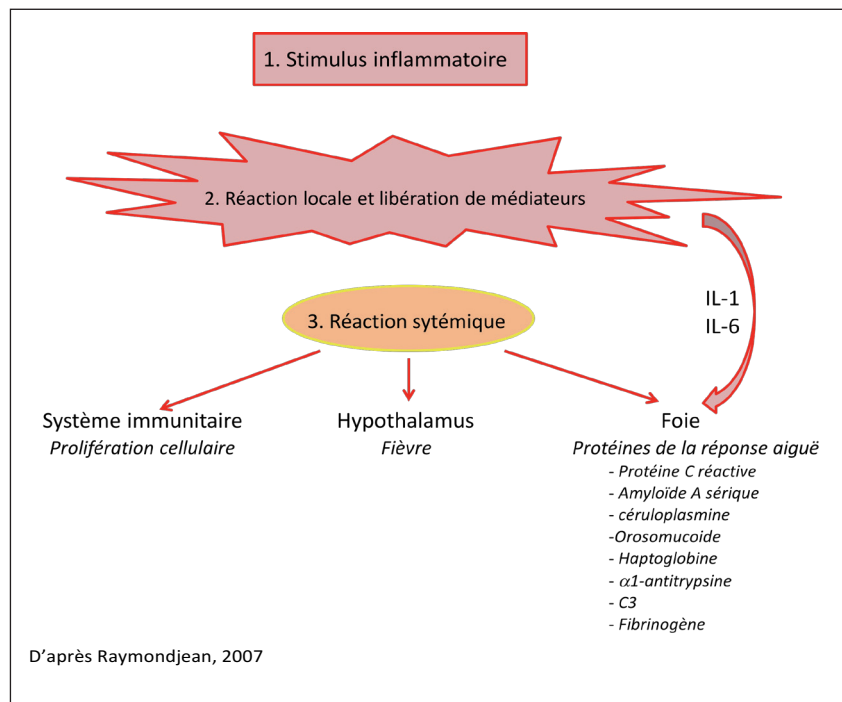 1. Stimulus inflammatoire
2. Réaction locale et libération de médiateurs
IL-1
IL-6
3. Réaction sytémique
Système immunitaire
Prolifération cellulaire
Hypothalamus
Fièvre
Foie
Protéines de la réponse aiguë
- Protéine C réactive
- Amyloïde A sérique
- céruloplasmine
-Orosomucoide
- Haptoglobine
- α1-antitrypsine
- C3
- Fibrinogène
D'après Raymondjean, 2007